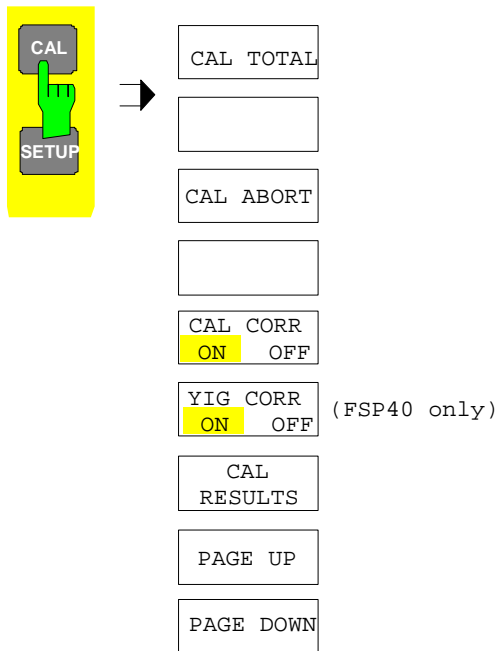 CAL
SETUP
CAL TOTAL
CAL ABORT
CAL CORR
ON OFF
YIG CORR
ON OFF
(FSP40 only)
CAL
RESULTS
PAGE UP
PAGE DOWN